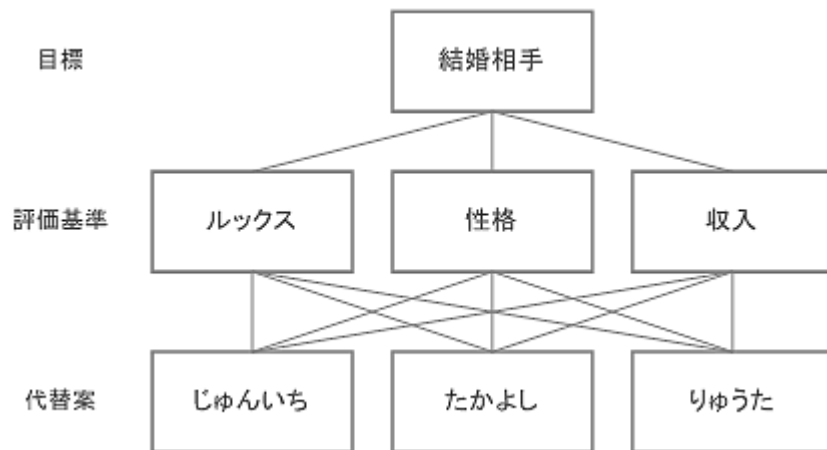 目標
結婚相手
評価基準
ルックス
性格
収入
代替案
じゅんいち
たかよし
りゅうた